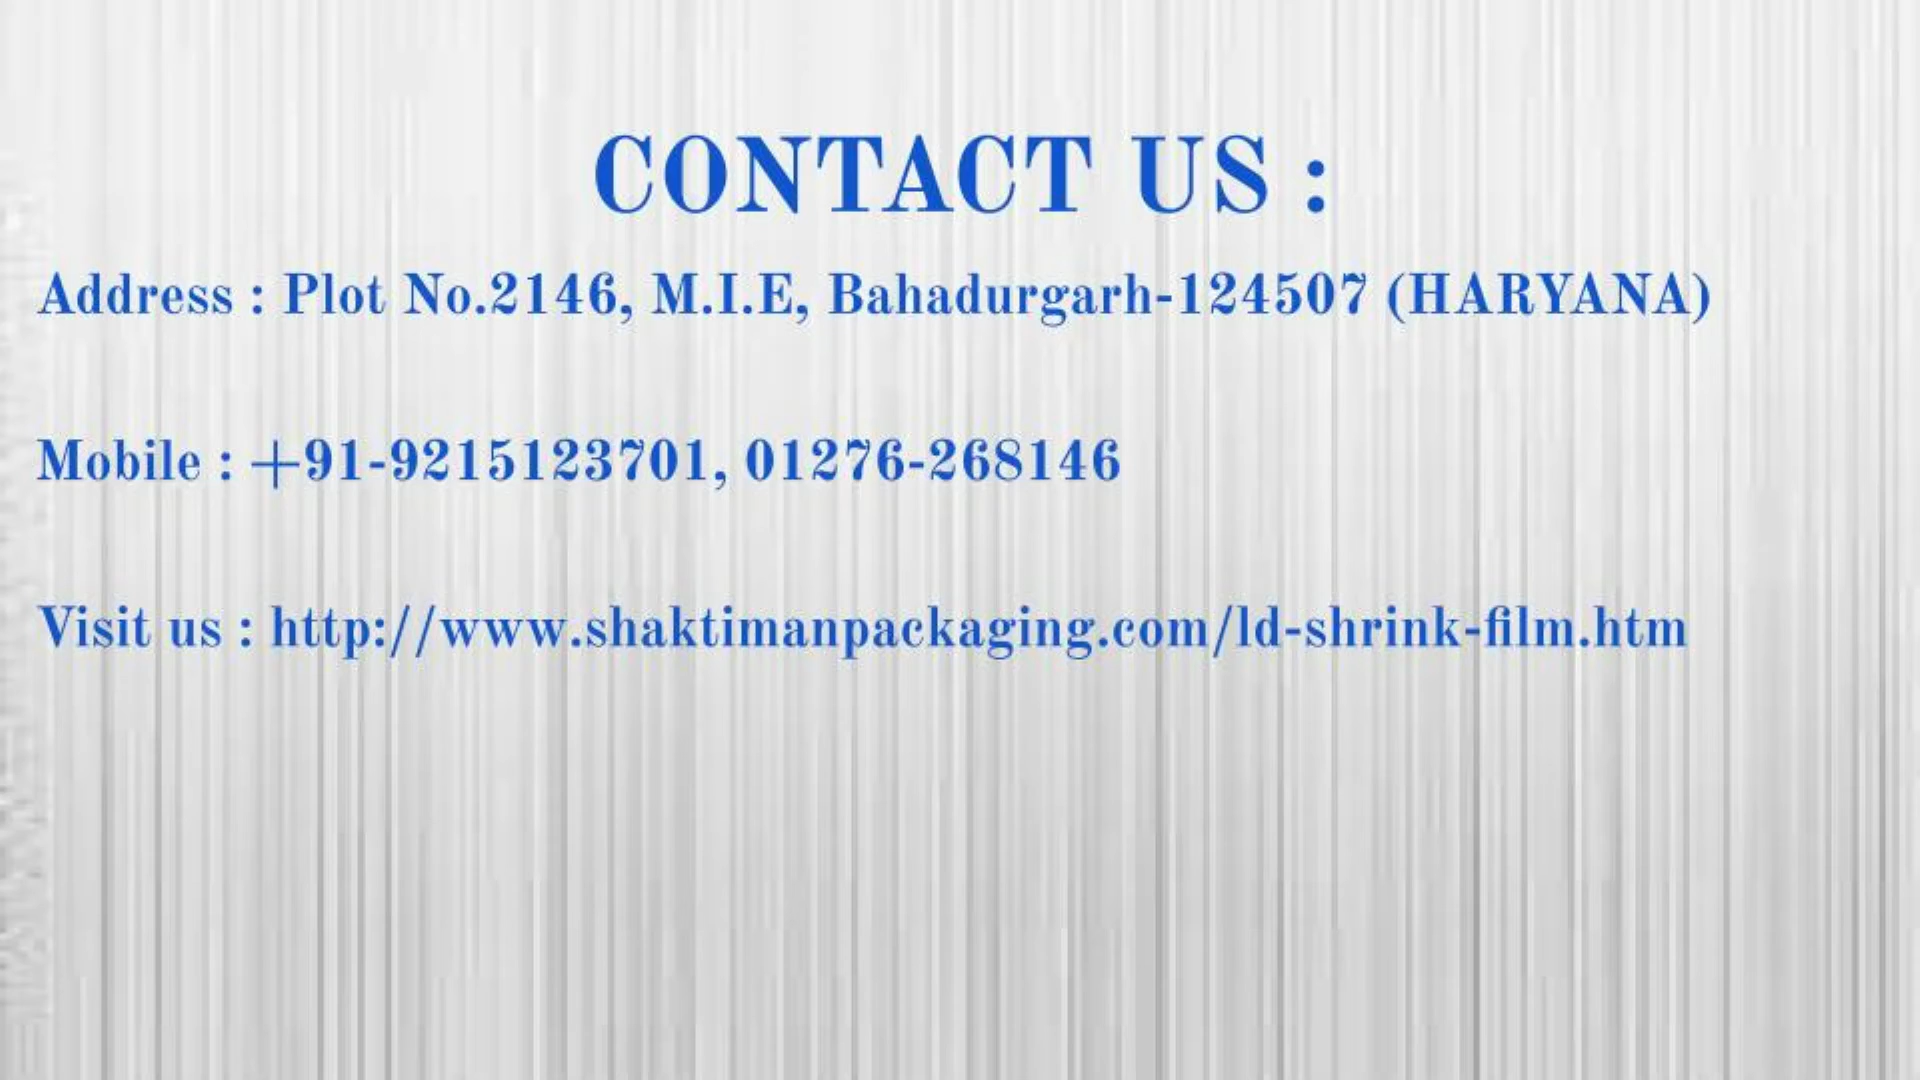 CONTACT US :
Address : Plot No.2146, M.I.E, Bahadurgarh-124507 (HARYANA)
Mobile : +91-9215123701, 01276-268146
Visit us : http://www.shaktimanpackaging.com/ld-shrink-film.htm